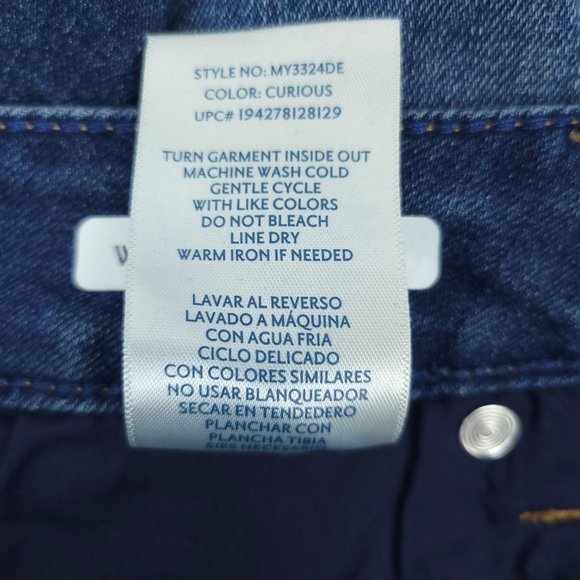 STYLE NO: MY3324DE
COLOR: CURIOUS
UPC# 194278128129
TURN GARMENT INSIDE OUT
MACHINE WASH COLD
GENTLE CYCLE
WITH LIKE COLORS
DO NOT BLEACH
LINE DRY
WARM IRON IF NEEDED
LAVAR AL REVERSO
LAVADO A MÁQUINA
CON AGUA FRIA
CICLO DELICADO
CON COLORES SIMILARES
NO USAR BLANQUEADOR
SECAR EN TENDEDERO
PLANCHAR CON
PLANCHA TIBIA